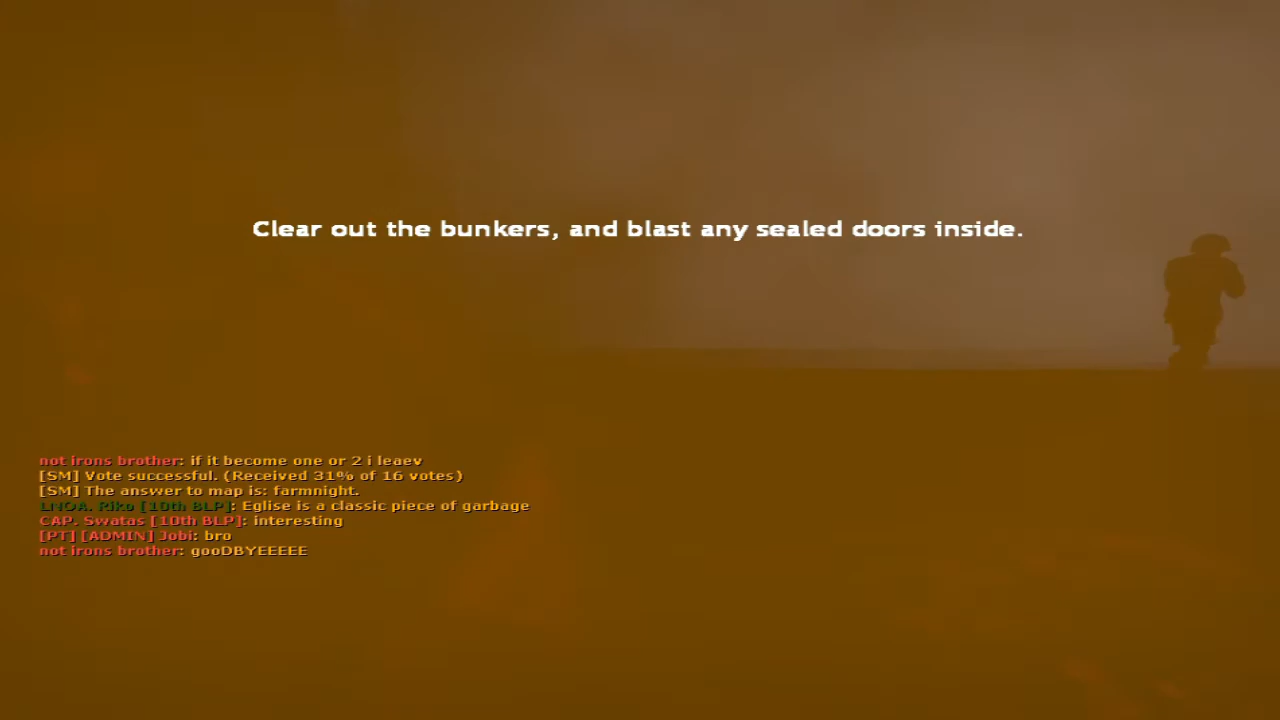 Clear out the bunkers, and blast any sealed doors inside.
not irons brother: if it become one or 2 i leaev
[SM] Vote successful. (Received 31% of 16 votes)
[SM] The answer to map is: farmnight.
LNOA. Riko [10th BLP]: Eglise is a classic piece of garbage
CAP. Swatas [10th BLP]: interesting
[PT] [ADMIN] Jobi: bro
not irons brother: gooDBYEEEEE